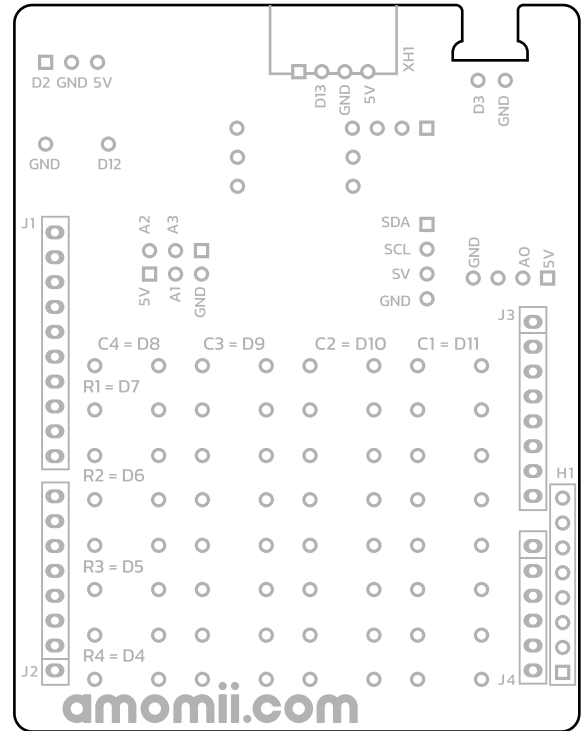 XH1
D2 GND 5V
D13
GND
5V
D3
GND
GND D12
J1
A2
A3
5V
A1
GND
SDA
SCL
SV
GND
GND
A0
5V
J3
C4 = D8 C3 = D9 C2 = D10 C1 = D11
R1 = D7
R2 = D6
H1
R3 = D5
R4 = D4
J2
J4
amomii.com